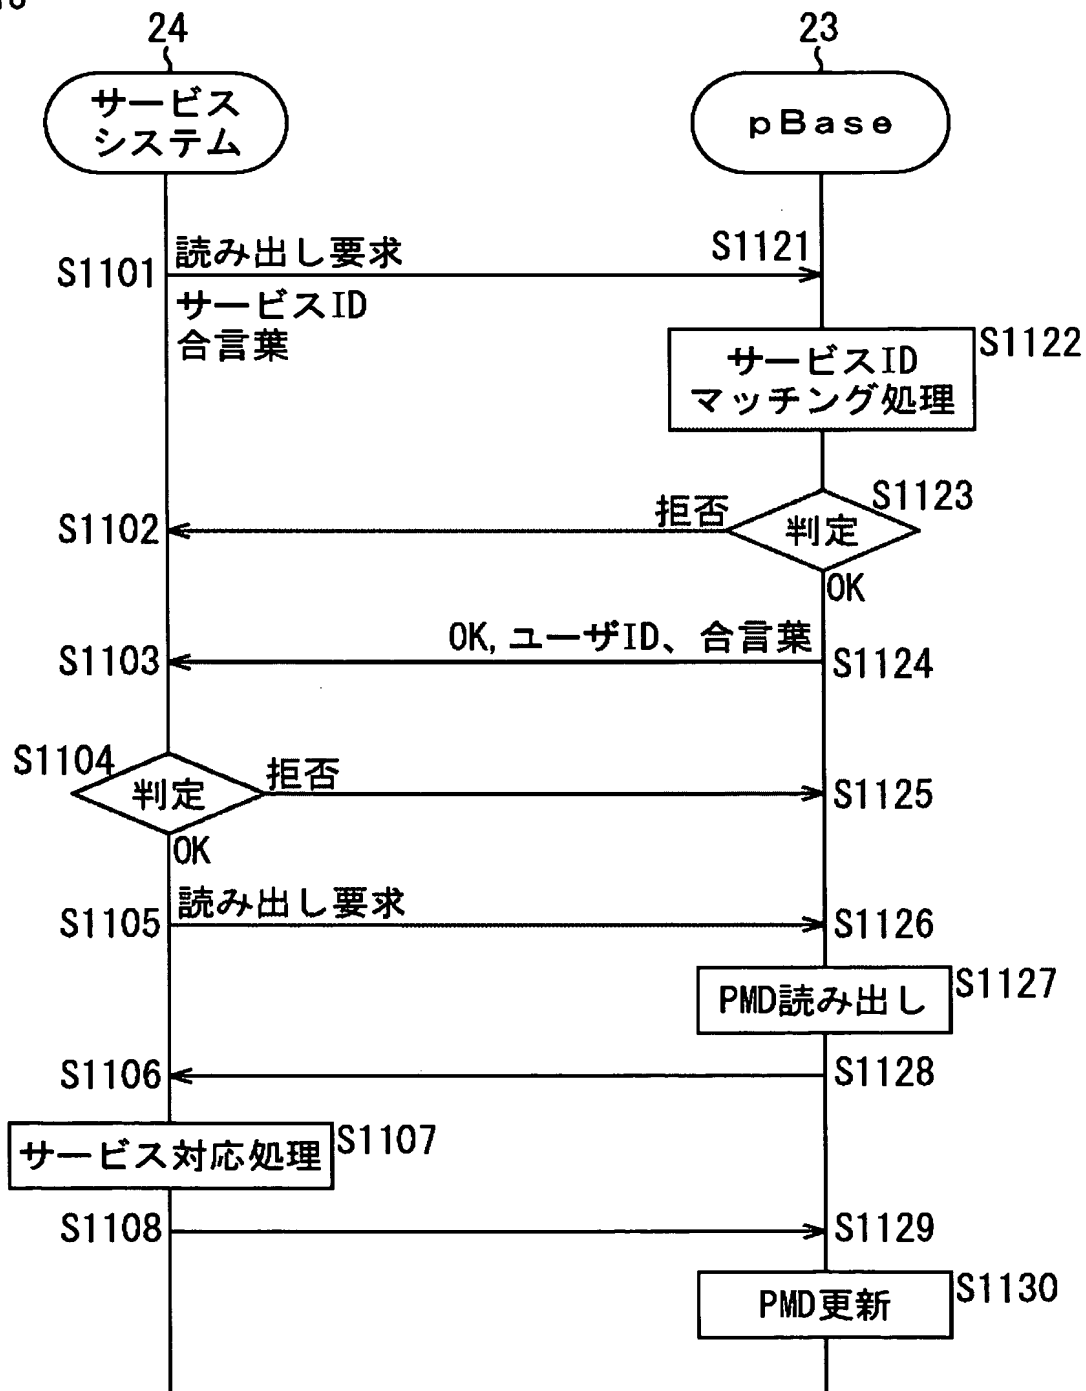 24
23
サービス
システム
pBase
S1101
読み出し要求
S1121
サービスID
合言葉
S1122
サービスID
マッチング処理
S1123
判定
拒否
S1102
OK
OK, ユーザID、合言葉
S1103
S1124
S1104
判定
拒否
S1125
OK
S1105
読み出し要求
S1126
PMD読み出し
S1127
S1106
S1128
サービス対応処理
S1107
S1108
S1129
PMD更新
S1130